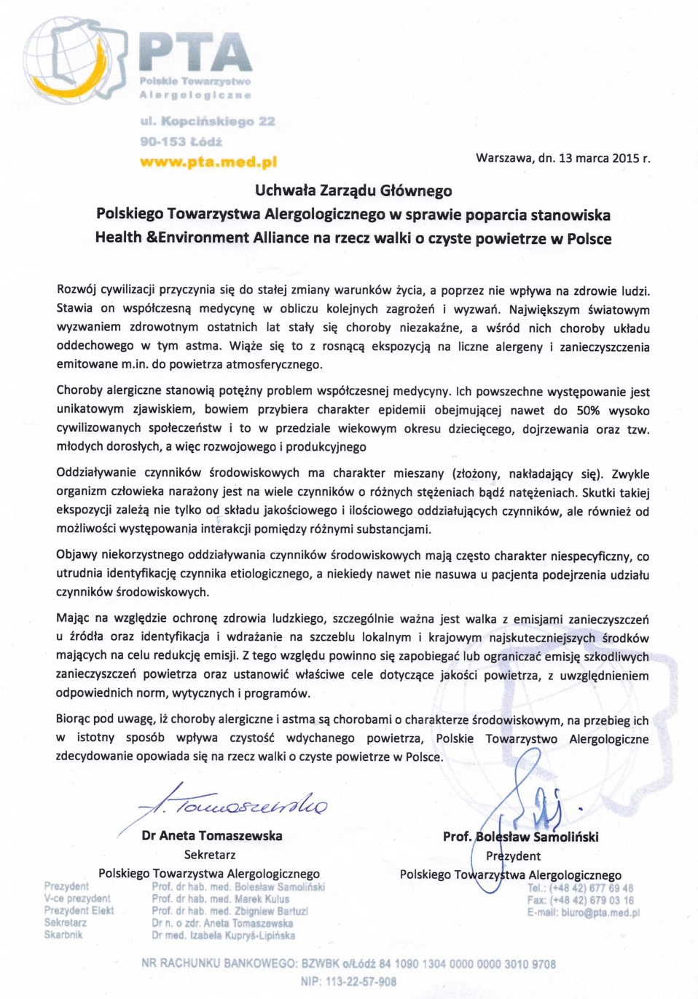 PTA
Polskie Towarzystwo
Alergologiczne
ul. Kopcińskiego 22
90-153 Łódź
www.pta.med.pl
Warszawa, dn. 13 marca 2015 r.
Uchwała Zarządu Głównego
Polskiego Towarzystwa Alergologicznego w sprawie poparcia stanowiska
Health &Environment Alliance na rzecz walki o czyste powietrze w Polsce
Rozwój cywilizacji przyczynia się do stałej zmiany warunków życia, a poprzez nie wpływa na zdrowie ludzi.
Stawia on współczesną medycynę w obliczu kolejnych zagrożeń i wyzwań. Największym światowym
wyzwaniem zdrowotnym ostatnich lat stały się choroby niezakaźne, a wśród nich choroby układu
oddechowego w tym astma. Wiąże się to z rosnącą ekspozycją na liczne alergeny i zanieczyszczenia
emitowane m.in. do powietrza atmosferycznego.
Choroby alergiczne stanowią potężny problem współczesnej medycyny. Ich powszechne występowanie jest
unikatowym zjawiskiem, bowiem przybiera charakter epidemii obejmującej nawet do 50% wysoko
cywilizowanych społeczeństw i to w przedziale wiekowym okresu dziecięcego, dojrzewania oraz tzw.
młodych dorosłych, a więc rozwojowego i produkcyjnego
Oddziaływanie czynników środowiskowych ma charakter mieszany (złożony, nakładający się). Zwykle
organizm człowieka narażony jest na wiele czynników o różnych stężeniach bądź natężeniach. Skutki takiej
ekspozycji zależą nie tylko od składu jakościowego i ilościowego oddziałujących czynników, ale również od
możliwości występowania interakcji pomiędzy różnymi substancjami.
Objawy niekorzystnego oddziaływania czynników środowiskowych mają często charakter niespecyficzny, co
utrudnia identyfikację czynnika etiologicznego, a niekiedy nawet nie nasuwa u pacjenta podejrzenia udziału
czynników środowiskowych.
Mając na względzie ochronę zdrowia ludzkiego, szczególnie ważna jest walka z emisjami zanieczyszczeń
u źródła oraz identyfikacja i wdrażanie na szczeblu lokalnym i krajowym najskuteczniejszych środków
mających na celu redukcję emisji. Z tego względu powinno się zapobiegać lub ograniczać emisję szkodliwych
zanieczyszczeń powietrza oraz ustanowić właściwe cele dotyczące jakości powietrza, z uwzględnieniem
odpowiednich norm, wytycznych i programów.
Biorąc pod uwagę, iż choroby alergiczne i astma są chorobami o charakterze środowiskowym, na przebieg ich
w istotny sposób wpływa czystość wdychanego powietrza, Polskie Towarzystwo Alergologiczne
zdecydowanie opowiada się na rzecz walki o czyste powietrze w Polsce.
A. Tomaszewska
Dr Aneta Tomaszewska
Sekretarz
Polskiego Towarzystwa Alergologicznego
Prof. Bolesław Samoliński
Prezydent
Polskiego Towarzystwa Alergologicznego
Prezydent Prof. dr hab. med. Bolesław Samoliński
V-ce prezydent Prof. dr hab. med. Marek Kulus
Prezydent Elekt Prof. dr hab. med. Zbigniew Bartuzi
Sekretarz Dr n. o zdr. Aneta Tomaszewska
Skarbnik Dr med. Izabela Kupryś-Lipińska
Tel.: (+48 42) 677 69 48
Fax: (+48 42) 679 03 16
E-mail: biuro@pta.med.pl
NR RACHUNKU BANKOWEGO: BZWBK o/Łódź 84 1090 1304 0000 0000 3010 9708
NIP: 113-22-57-908